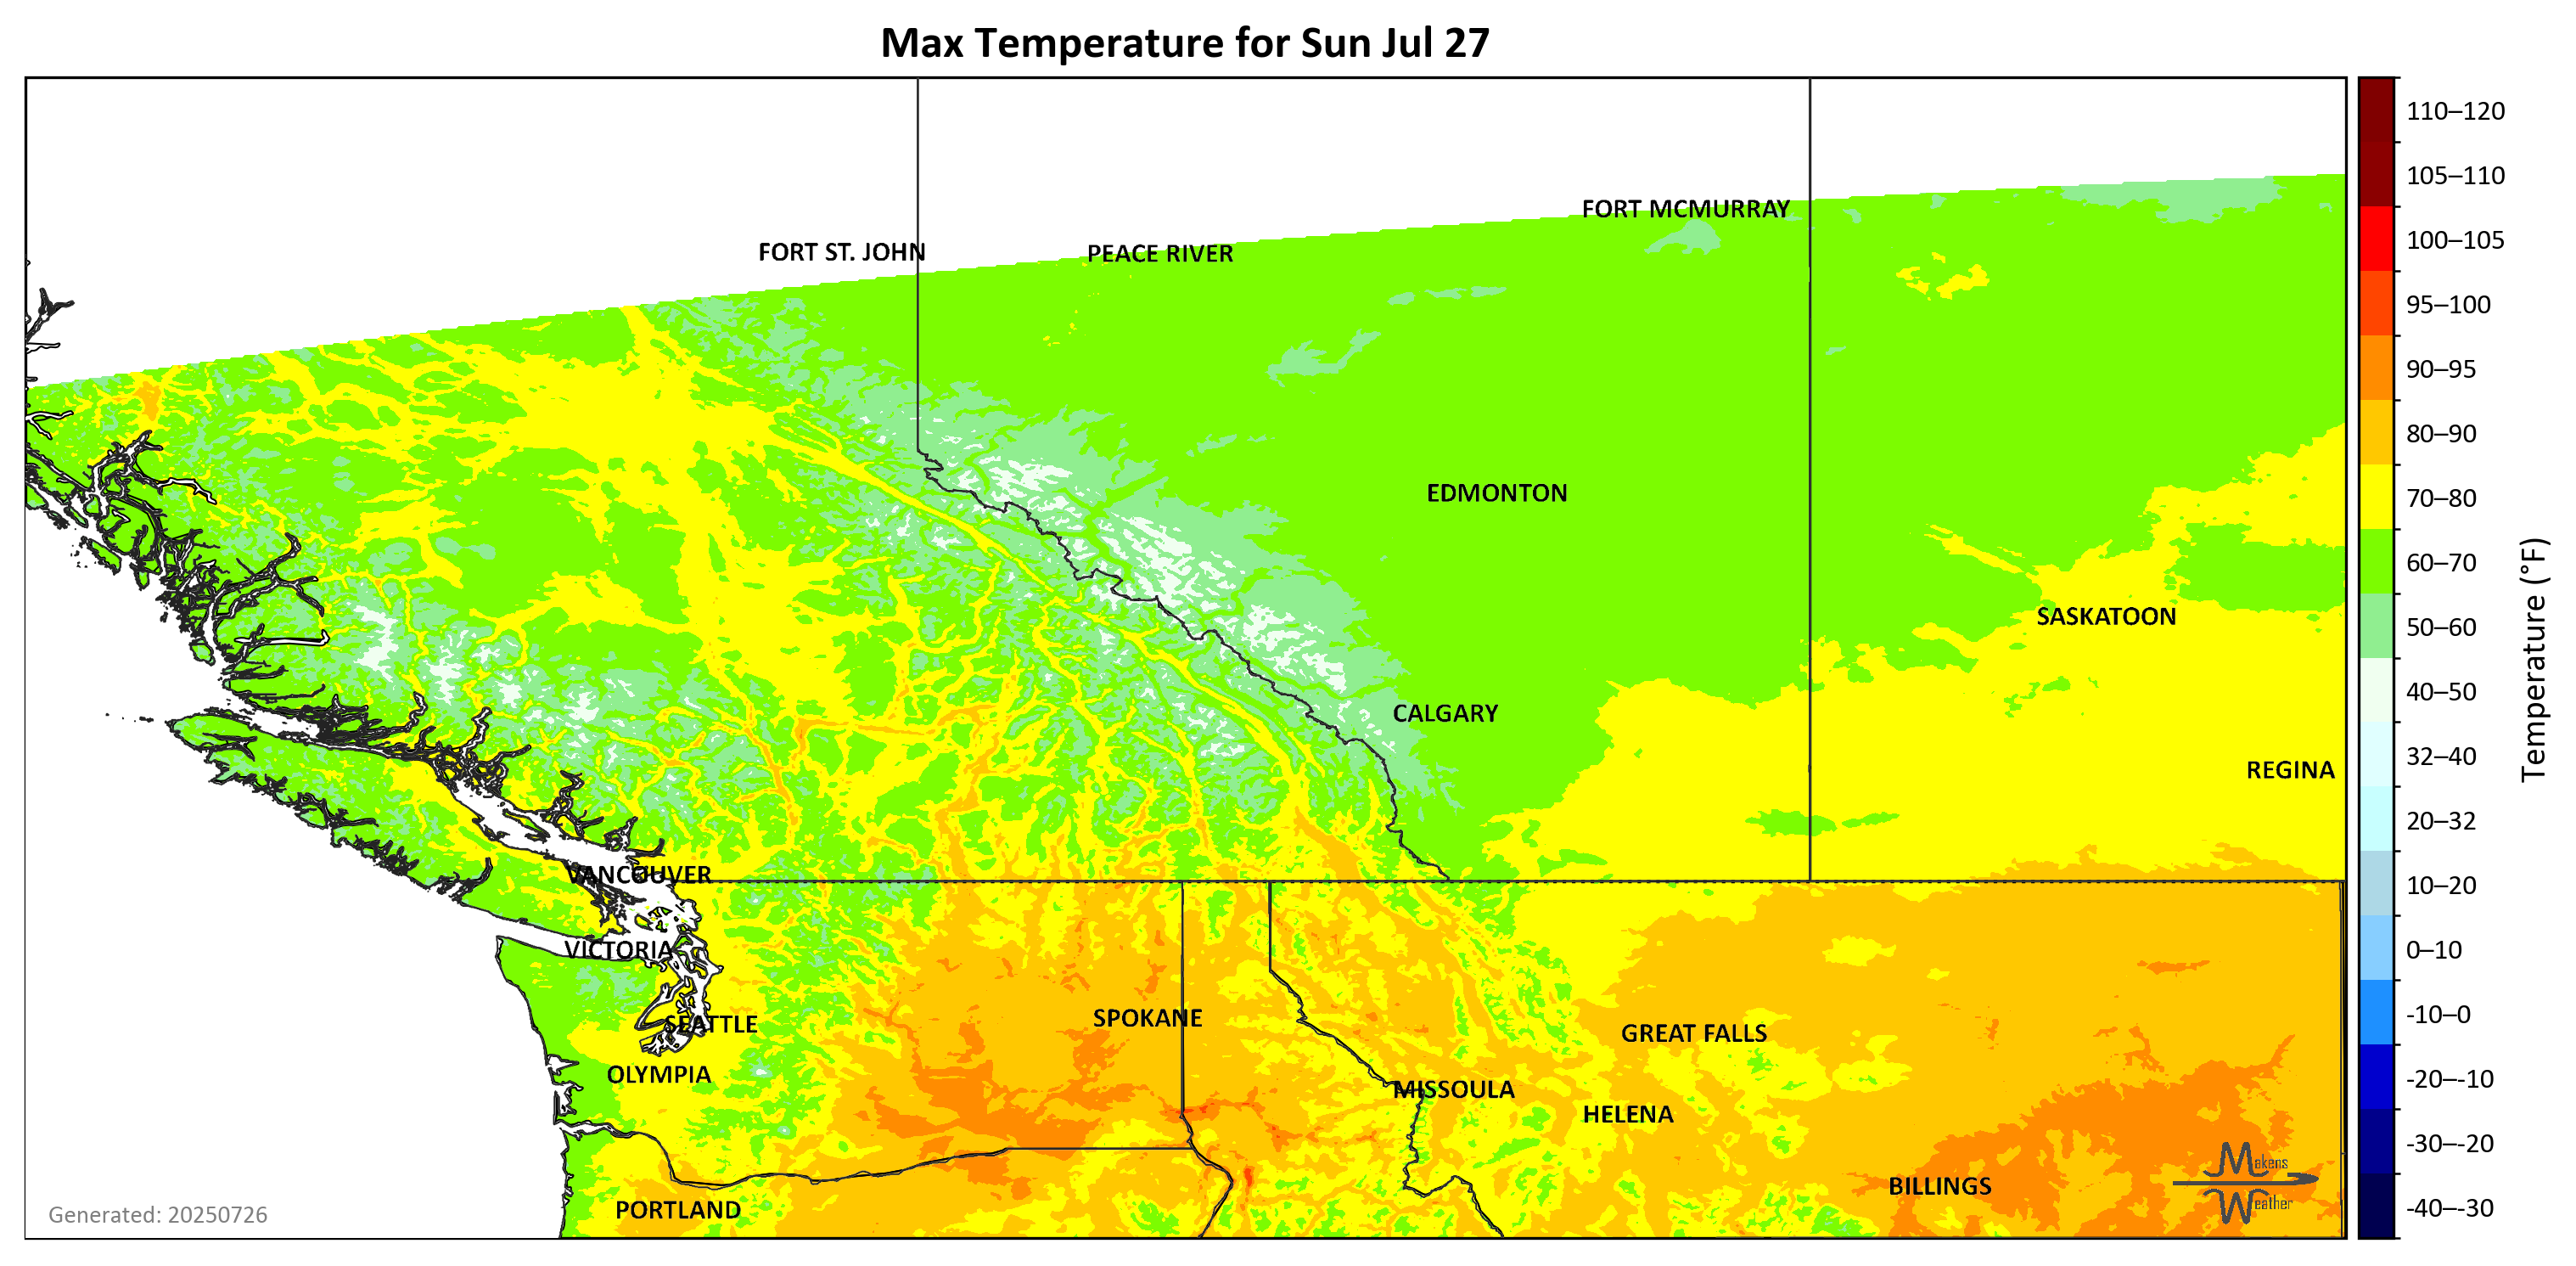 Max Temperature for Sun Jul 27
110–120
105–110
FORT MCMURRAY
100–105
FORT ST. JOHN
PEACE RIVER
95–100
90–95
80–90
EDMONTON
70–80
60–70
SASKATOON
50–60
Temperature (°F)
40–50
CALGARY
32–40
REGINA
20–32
VANCOUVER
10–20
VICTORIA
0–10
SPOKANE
-10–0
SEATTLE
GREAT FALLS
OLYMPIA
-20–-10
MISSOULA
HELENA
-30–-20
Makens
BILLINGS
Weather
PORTLAND
-40–-30
Generated: 20250726